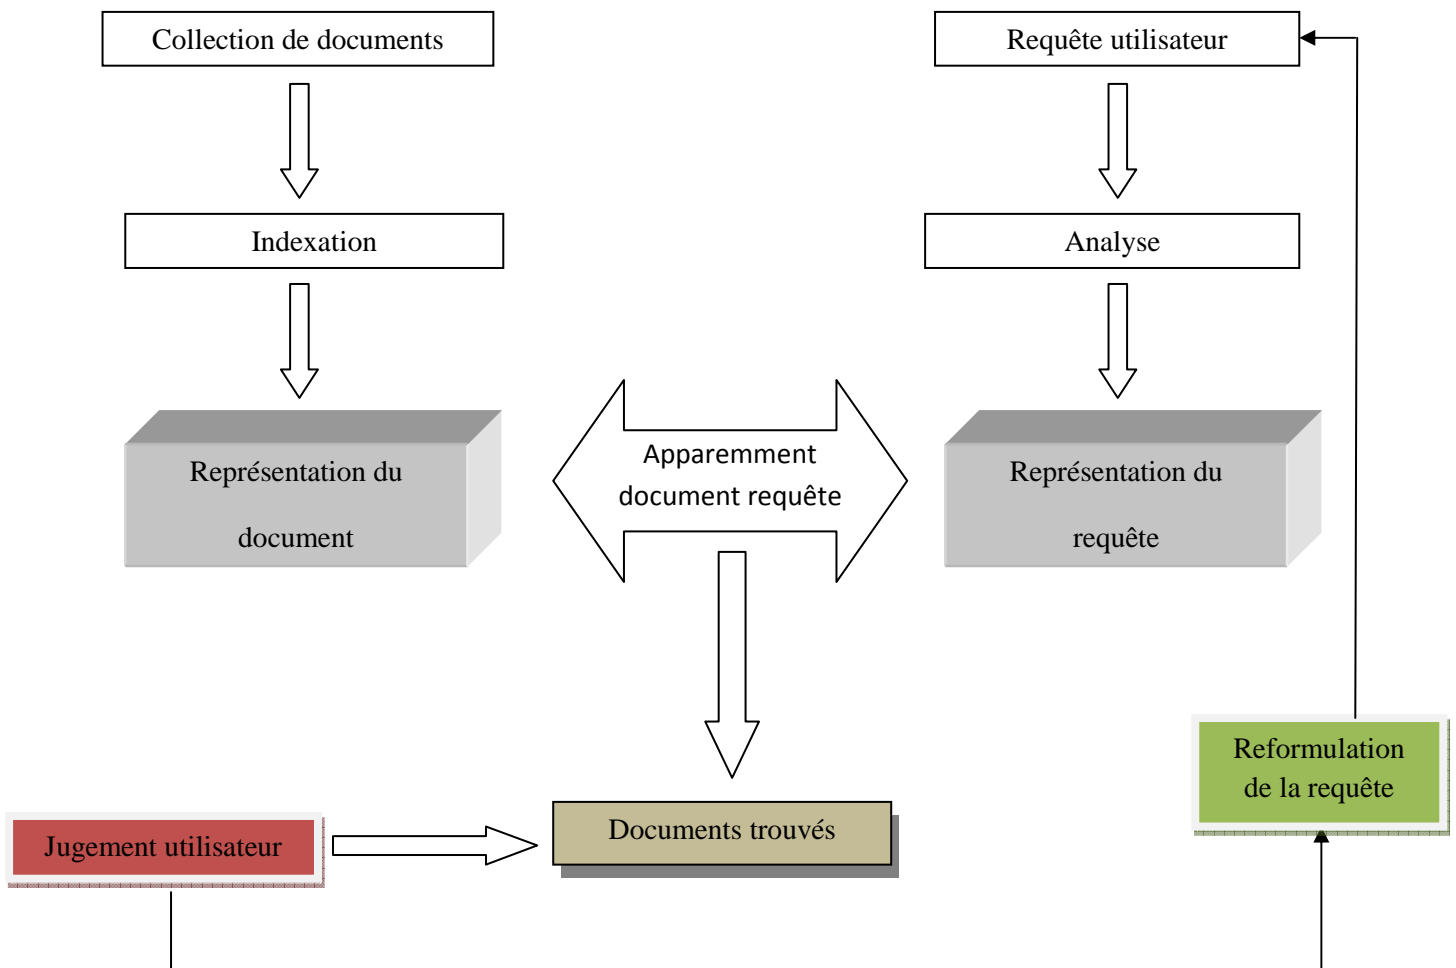 Collection de documents
Requête utilisateur
Indexation
Analyse
Représentation du
document
Apparemment
document requête
Représentation du
requête
Reformulation
de la requête
Jugement utilisateur
Documents trouvés